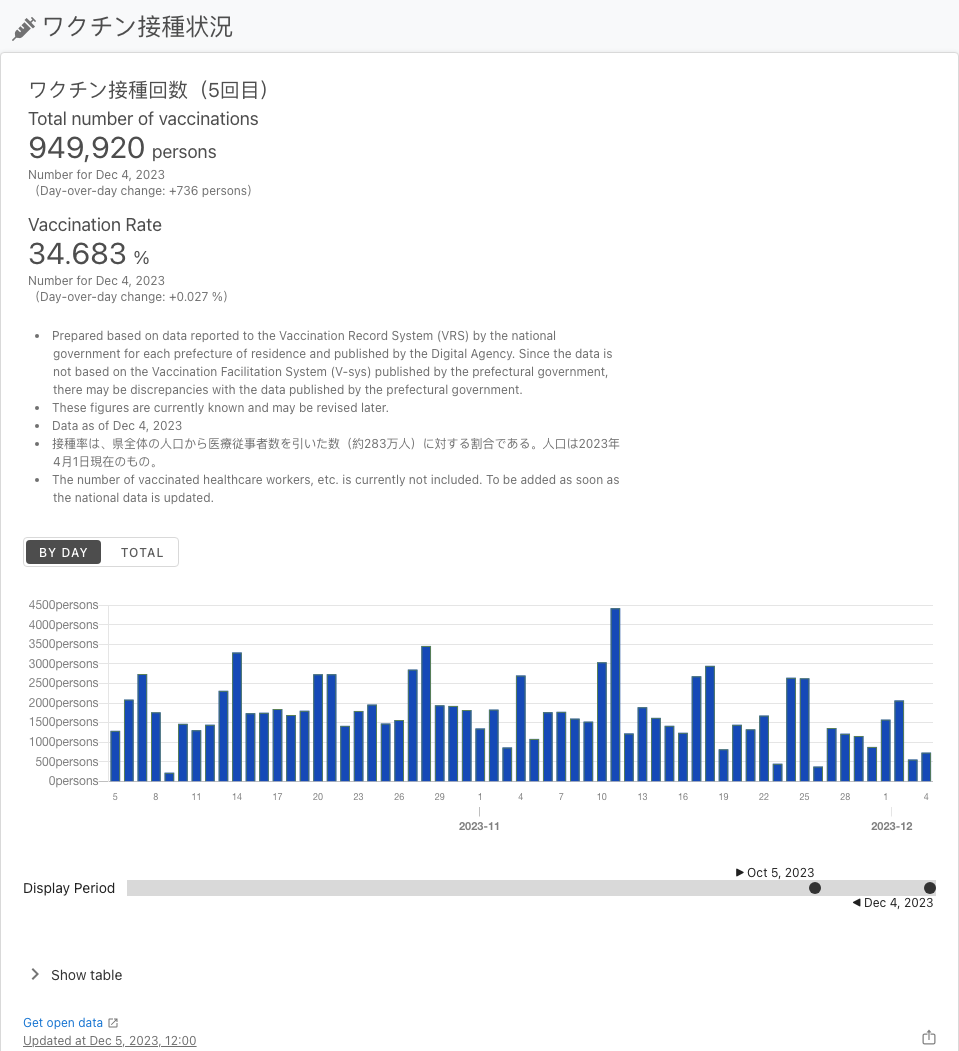 ワクチン接種状況
ワクチン接種回数（5回目）
Total number of vaccinations
949,920 persons
Number for Dec 4, 2023
（Day-over-day change: +736 persons）
Vaccination Rate
34.683 %
Number for Dec 4, 2023
（Day-over-day change: +0.027 %）
• Prepared based on data reported to the Vaccination Record System (VRS) by the national
government for each prefecture of residence and published by the Digital Agency. Since the data is
not based on the Vaccination Facilitation System (V-sys) published by the prefectural government,
there may be discrepancies with the data published by the prefectural government.
• These figures are currently known and may be revised later.
• Data as of Dec 4, 2023
• 接種率は、県全体の人口から医療従事者数を引いた数（約283万人）に対する割合である。人口は2023年
4月1日現在のもの。
• The number of vaccinated healthcare workers, etc. is currently not included. To be added as soon as
the national data is updated.
BY DAY TOTAL
4500persons
4000persons
3500persons
3000persons
2500persons
2000persons
1500persons
1000persons
500persons
0persons
5 8 11 14 17 20 23 26 29 1 4 7 10 13 16 19 22 25 28 1 4
2023-11 2023-12
Oct 5, 2023
Display Period
Dec 4, 2023
Show table
Get open data
Updated at Dec 5, 2023, 12:00